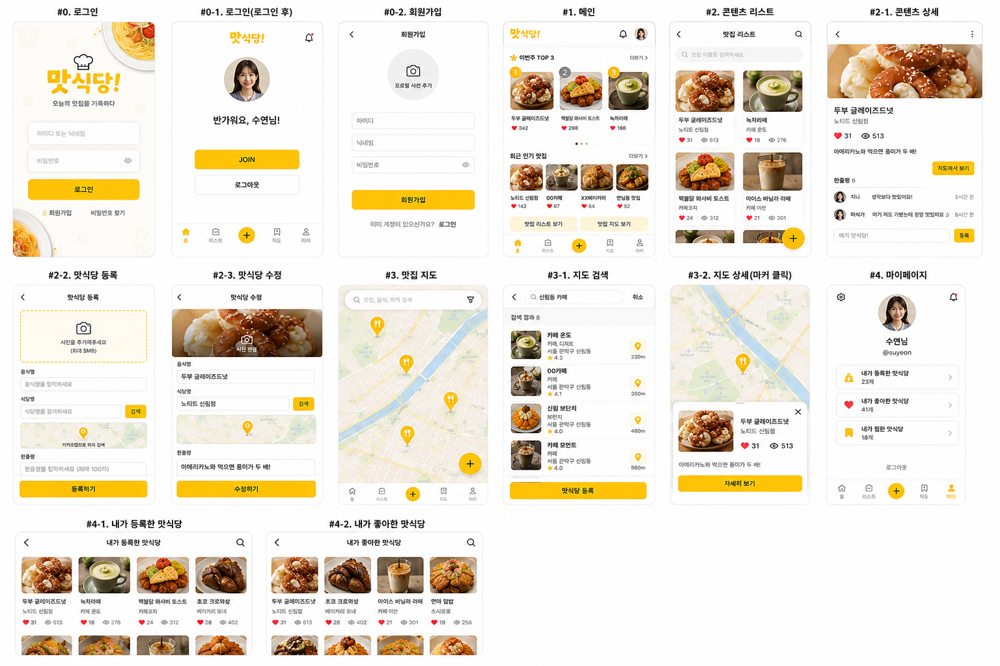 #0. 로그인
맛식당!
오늘의 맛집을 기록하다
아이디 또는 닉네임
비밀번호
로그인
회원가입
비밀번호 찾기
#0-1. 로그인(로그인 후)
맛식당!
반가워요, 수연님!
JOIN
로그아웃
홈
리스트
지도
마이
#0-2. 회원가입
회원가입
프로필 사진 추가
아이디
닉네임
비밀번호
회원가입
이미 계정이 있으신가요? 로그인
#1. 메인
맛식당!
이번주 TOP 3
더보기 >
1
2
3
두부 글레이즈드넛
핵불닭 와사비 토스트
녹차라떼
342
298
186
최근 인기 맛집
더보기 >
노티드 신림점
OO카페
XX베이커리
연남동 맛집
142
87
64
52
맛집 리스트 보기
맛집 지도 보기
홈
리스트
지도
마이
#2. 콘텐츠 리스트
맛집 리스트
맛집 이름을 검색하세요
두부 글레이즈드넛
노티드 신림점
31 513
녹차라떼
카페 온도
18 276
핵불닭 와사비 토스트
카페꼬지
24 312
아이스 바닐라 라떼
카페 이안
21 301
#2-1. 콘텐츠 상세
두부 글레이즈드넛
노티드 신림점
31 513
아메리카노와 먹으면 풍미가 두 배!
지도에서 보기
한줄평 6
지니 생각보다 맛있어요! 2시간 전
미식가 여기 저도 가봤는데 정말 맛있어요 :) 5시간 전
여기 맛식당!
등록
#2-2. 맛식당 등록
맛식당 등록
사진을 추가해주세요
(최대 5MB)
음식명
음식명을 입력하세요
식당명
식당명을 검색하세요
검색
카카오맵으로 위치 검색
한줄평
한줄평을 입력하세요 (최대 100자)
등록하기
#2-3. 맛식당 수정
맛식당 수정
사진 변경
음식명
두부 글레이즈드넛
식당명
노티드 신림점
검색
한줄평
아메리카노와 먹으면 풍미가 두 배!
수정하기
#3. 맛집 지도
맛집, 음식, 지역 검색
홈
리스트
지도
마이
#3-1. 지도 검색
신림동 카페
취소
검색 결과 8
카페 온도
카페, 디저트
서울 관악구 신림동
4.3
230m
OO카페
카페
서울 관악구 신림동
4.1
350m
신림 보단치
브런치
서울 관악구 신림동
4.0
480m
카페 모먼트
카페
서울 관악구 신림동
4.0
560m
맛식당 등록
#3-2. 지도 상세(마커 클릭)
두부 글레이즈드넛
노티드 신림점
31 513
아메리카노와 먹으면 풍미가 두 배!
자세히 보기
#4. 마이페이지
수연님
@suyeon
내가 등록한 맛식당
23개
내가 좋아한 맛식당
41개
내가 찜한 맛식당
18개
로그아웃
홈
리스트
지도
마이
#4-1. 내가 등록한 맛식당
내가 등록한 맛식당
두부 글레이즈드넛
노티드 신림점
31 513
녹차라떼
카페 온도
18 276
핵불닭 와사비 토스트
카페꼬지
24 312
초코 크로와상
베이커리 모네
28 402
#4-2. 내가 좋아한 맛식당
내가 좋아한 맛식당
두부 글레이즈드넛
노티드 신림점
31 513
초코 크로와상
베이커리 모네
28 402
아이스 바닐라 라떼
카페 이안
21 301
연어 덮밥
스시로로
19 256